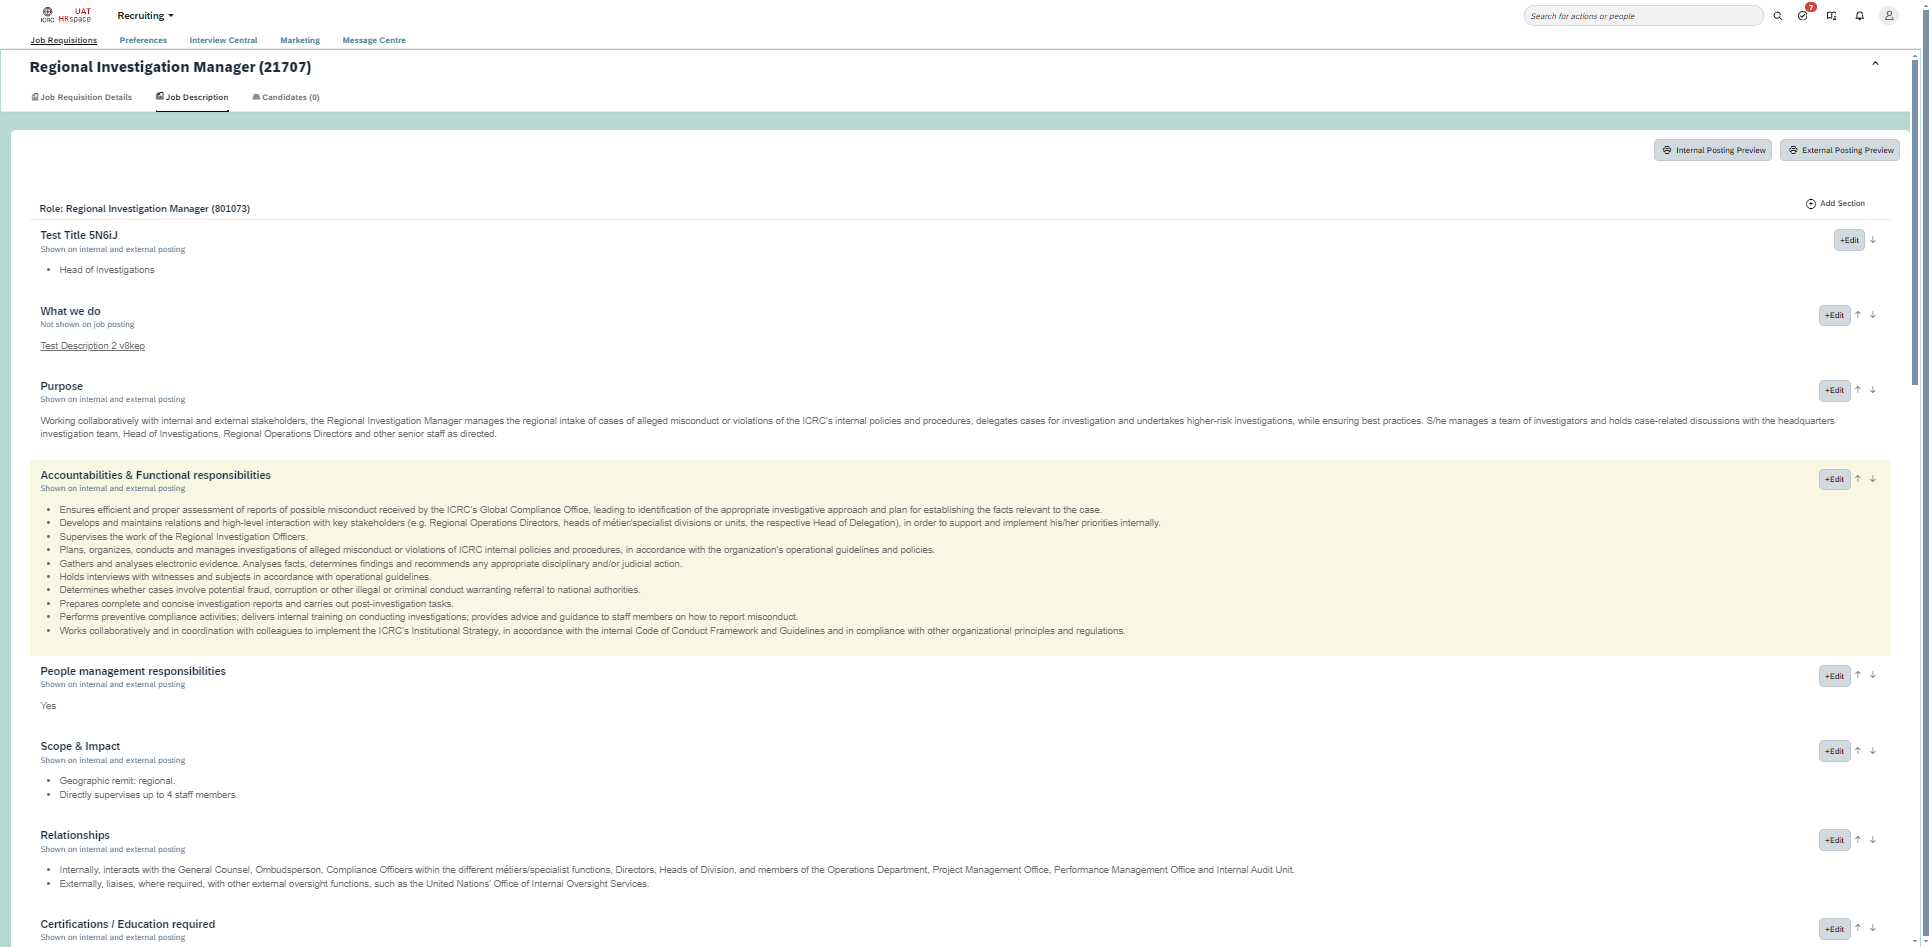 ICRC UAT HRspace
Recruiting
Search for actions or people
7
Job Requisitions Preferences Interview Central Marketing Message Centre
Regional Investigation Manager (21707)
Job Requisition Details Job Description Candidates (0)
Internal Posting Preview External Posting Preview
Role: Regional Investigation Manager (801073)
Add Section
Test Title 5N6iJ
+Edit
Shown on internal and external posting
• Head of Investigations
What we do
+Edit
Not shown on job posting
Test Description 2 v8kep
Purpose
+Edit
Shown on internal and external posting
Working collaboratively with internal and external stakeholders, the Regional Investigation Manager manages the regional intake of cases of alleged misconduct or violations of the ICRC's internal policies and procedures, delegates cases for investigation and undertakes higher-risk investigations, while ensuring best practices. S/he manages a team of investigators and holds case-related discussions with the headquarters
investigation team, Head of Investigations, Regional Operations Directors and other senior staff as directed.
Accountabilities & Functional responsibilities
+Edit
Shown on internal and external posting
• Ensures efficient and proper assessment of reports of possible misconduct received by the ICRC's Global Compliance Office, leading to identification of the appropriate investigative approach and plan for establishing the facts relevant to the case.
• Develops and maintains relations and high-level interaction with key stakeholders (e.g. Regional Operations Directors, heads of métier/specialist divisions or units, the respective Head of Delegation), in order to support and implement his/her priorities internally.
• Supervises the work of the Regional Investigation Officers.
• Plans, organizes, conducts and manages investigations of alleged misconduct or violations of ICRC internal policies and procedures, in accordance with the organization's operational guidelines and policies.
• Gathers and analyses electronic evidence. Analyses facts, determines findings and recommends any appropriate disciplinary and/or judicial action.
• Holds interviews with witnesses and subjects in accordance with operational guidelines.
• Determines whether cases involve potential fraud, corruption or other illegal or criminal conduct warranting referral to national authorities.
• Prepares complete and concise investigation reports and carries out post-investigation tasks.
• Performs preventive compliance activities; delivers internal training on conducting investigations; provides advice and guidance to staff members on how to report misconduct.
• Works collaboratively and in coordination with colleagues to implement the ICRC's Institutional Strategy, in accordance with the internal Code of Conduct Framework and Guidelines and in compliance with other organizational principles and regulations.
People management responsibilities
+Edit
Shown on internal and external posting
Yes
Scope & Impact
+Edit
Shown on internal and external posting
• Geographic remit: regional.
• Directly supervises up to 4 staff members.
Relationships
+Edit
Shown on internal and external posting
• Internally, interacts with the General Counsel, Ombudsperson, Compliance Officers within the different métiers/specialist functions, Directors, Heads of Division, and members of the Operations Department, Project Management Office, Performance Management Office and Internal Audit Unit.
• Externally, liaises, where required, with other external oversight functions, such as the United Nations' Office of Internal Oversight Services.
Certifications / Education required
+Edit
Shown on internal and external posting